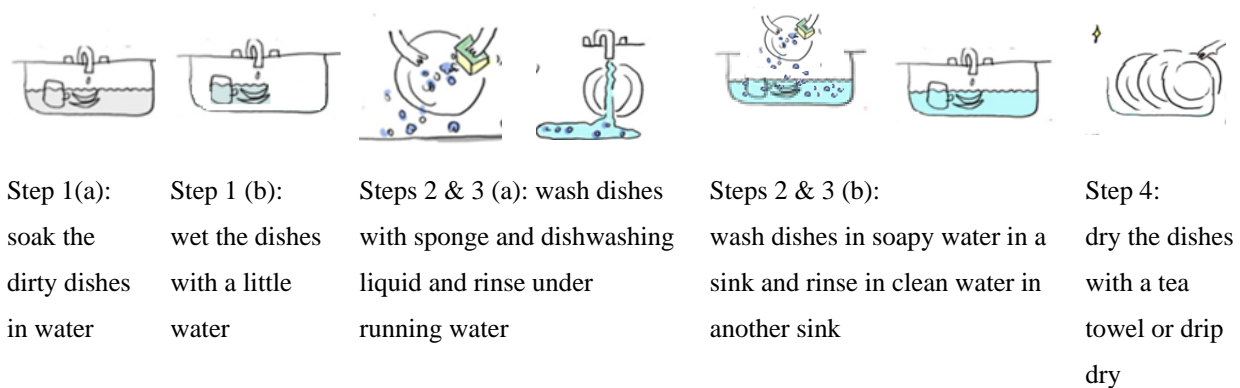 Step 1(a):
soak the
dirty dishes
in water
Step 1 (b):
wet the dishes
with a little
water
Steps 2 & 3 (a): wash dishes
with sponge and dishwashing
liquid and rinse under
running water
Steps 2 & 3 (b):
wash dishes in soapy water in a
sink and rinse in clean water in
another sink
Step 4:
dry the dishes
with a tea
towel or drip
dry